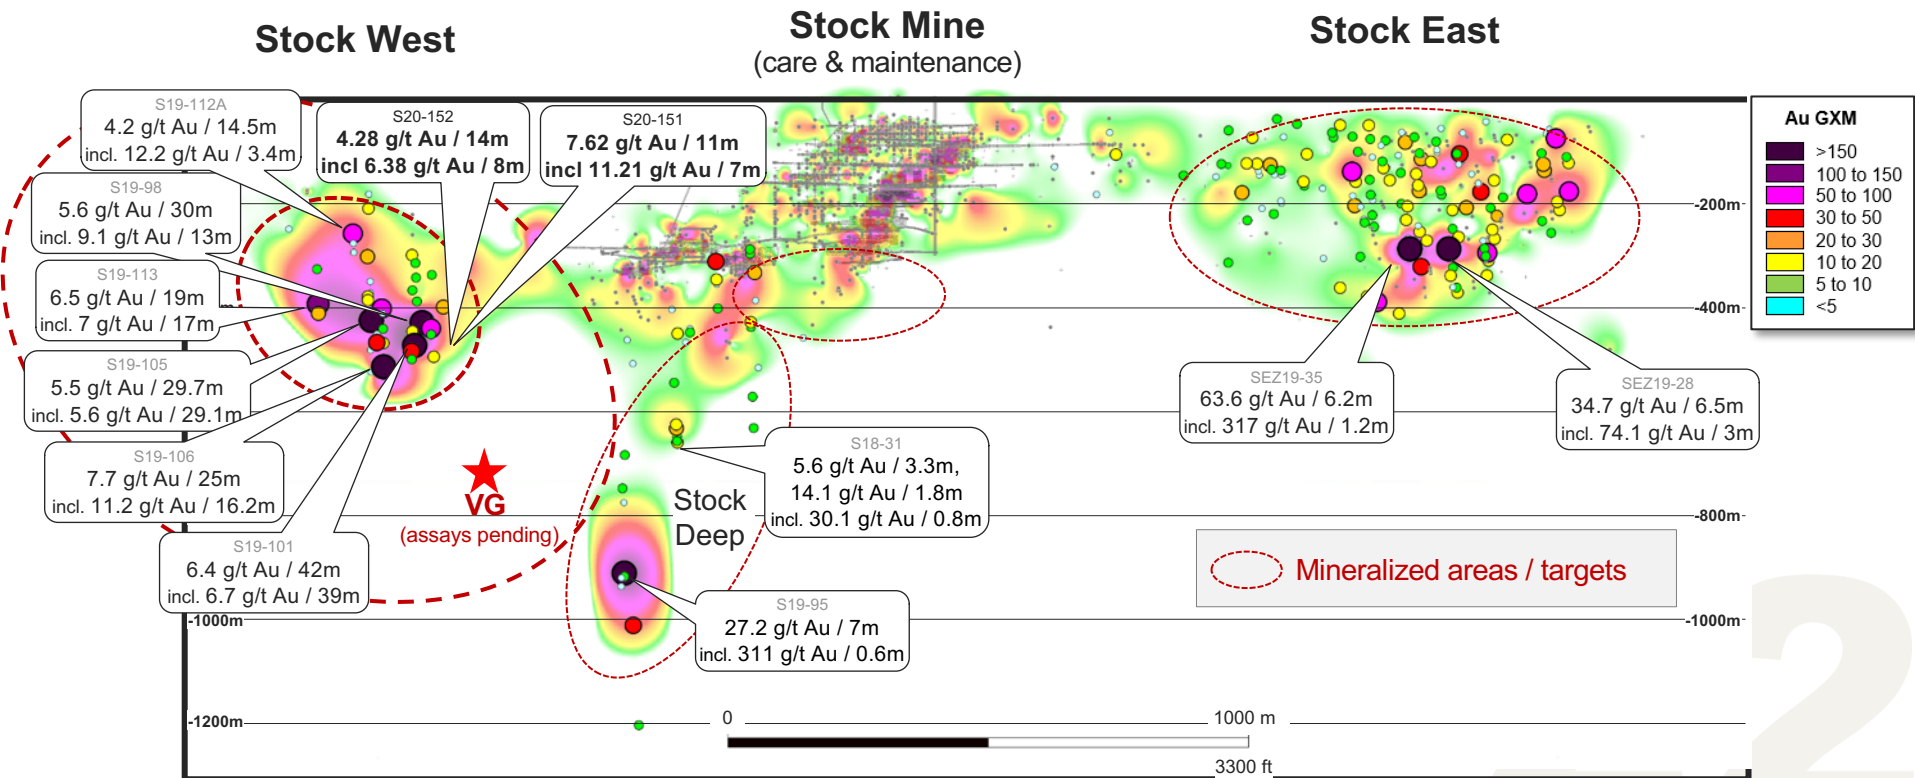 Stock West
Stock Mine
(care & maintenance)
Stock East
S19-112A
4.2 g/t Au / 14.5m
incl. 12.2 g/t Au / 3.4m
S20-152
4.28 g/t Au / 14m
incl 6.38 g/t Au / 8m
S20-151
7.62 g/t Au / 11m
incl 11.21 g/t Au / 7m
Au GXM
>150
100 to 150
50 to 100
30 to 50
20 to 30
10 to 20
5 to 10
<5
S19-98
5.6 g/t Au / 30m
incl. 9.1 g/t Au / 13m
-200m
S19-113
6.5 g/t Au / 19m
incl. 7 g/t Au / 17m
m
-400m
S19-105
5.5 g/t Au / 29.7m
incl. 5.6 g/t Au / 29.1m
SEZ19-35
63.6 g/t Au / 6.2m
incl. 317 g/t Au / 1.2m
SEZ19-28
34.7 g/t Au / 6.5m
incl. 74.1 g/t Au / 3m
S19-106
7.7 g/t Au / 25m
incl. 11.2 g/t Au / 16.2m
VG
(assays pending)
S18-31
5.6 g/t Au / 3.3m,
14.1 g/t Au / 1.8m
incl. 30.1 g/t Au / 0.8m
Stock
Deep
-800m
S19-101
6.4 g/t Au / 42m
incl. 6.7 g/t Au / 39m
Mineralized areas / targets
S19-95
27.2 g/t Au / 7m
incl. 311 g/t Au / 0.6m
-1000m
-1000m
-1200m
0
1000 m
3300 ft
2